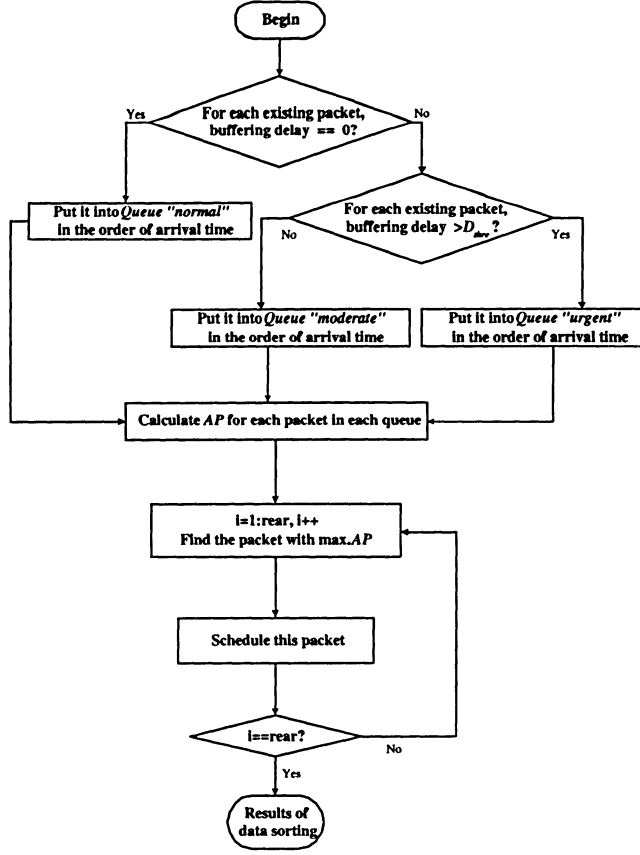 Begin
For each existing packet,
buffering delay == 0?
Yes
No
Put it into Queue "normal"
in the order of arrival time
For each existing packet,
buffering delay >D_thre ?
No
Yes
Put it into Queue "moderate"
in the order of arrival time
Put it into Queue "urgent"
in the order of arrival time
Calculate AP for each packet in each queue
i=1:rear, i++
Find the packet with max.AP
Schedule this packet
i==rear?
No
Yes
Results of
data sorting